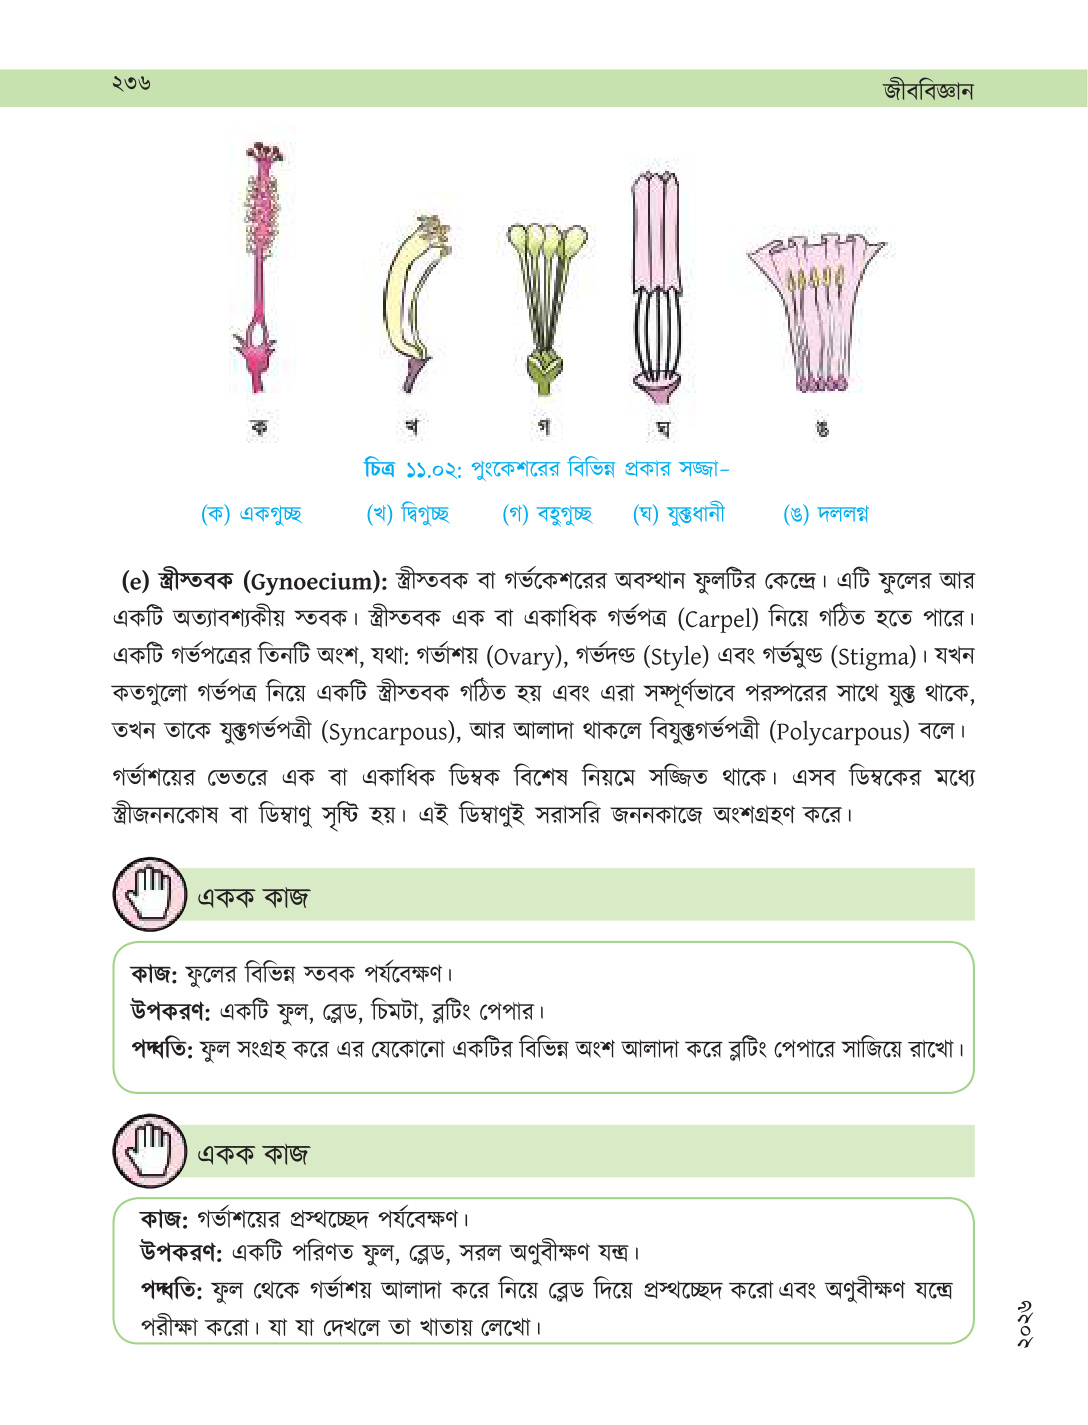 ২৩৬
জীববিজ্ঞান
ক খ গ ঘ ঙ
চিত্র ১১.০২: পুংকেশরের বিভিন্ন প্রকার সজ্জা–
(ক) একগুচ্ছ (খ) দ্বিগুচ্ছ (গ) বহুগুচ্ছ (ঘ) যুক্তধানী (ঙ) দললগ্ন
(e) স্ত্রীস্তবক (Gynoecium): স্ত্রীস্তবক বা গর্ভকেশরের অবস্থান ফুলটির কেন্দ্রে। এটি ফুলের আর
একটি অত্যাবশ্যকীয় স্তবক। স্ত্রীস্তবক এক বা একাধিক গর্ভপত্র (Carpel) নিয়ে গঠিত হতে পারে।
একটি গর্ভপত্রের তিনটি অংশ, যথা: গর্ভাশয় (Ovary), গর্ভদণ্ড (Style) এবং গর্ভমুণ্ড (Stigma)। যখন
কতগুলো গর্ভপত্র নিয়ে একটি স্ত্রীস্তবক গঠিত হয় এবং এরা সম্পূর্ণভাবে পরস্পরের সাথে যুক্ত থাকে,
তখন তাকে যুক্তগর্ভপত্রী (Syncarpous), আর আলাদা থাকলে বিযুক্তগর্ভপত্রী (Polycarpous) বলে।
গর্ভাশয়ের ভেতরে এক বা একাধিক ডিম্বক বিশেষ নিয়মে সজ্জিত থাকে। এসব ডিম্বকের মধ্যে
স্ত্রীজননকোষ বা ডিম্বাণু সৃষ্টি হয়। এই ডিম্বাণুই সরাসরি জননকাজে অংশগ্রহণ করে।
একক কাজ
কাজ: ফুলের বিভিন্ন স্তবক পর্যবেক্ষণ।
উপকরণ: একটি ফুল, ব্লেড, চিমটা, ব্লটিং পেপার।
পদ্ধতি: ফুল সংগ্রহ করে এর যেকোনো একটির বিভিন্ন অংশ আলাদা করে ব্লটিং পেপারে সাজিয়ে রাখো।
একক কাজ
কাজ: গর্ভাশয়ের প্রস্থচ্ছেদ পর্যবেক্ষণ।
উপকরণ: একটি পরিণত ফুল, ব্লেড, সরল অণুবীক্ষণ যন্ত্র।
পদ্ধতি: ফুল থেকে গর্ভাশয় আলাদা করে নিয়ে ব্লেড দিয়ে প্রস্থচ্ছেদ করো এবং অণুবীক্ষণ যন্ত্রে
পরীক্ষা করো। যা যা দেখলে তা খাতায় লেখো।
২০২৬